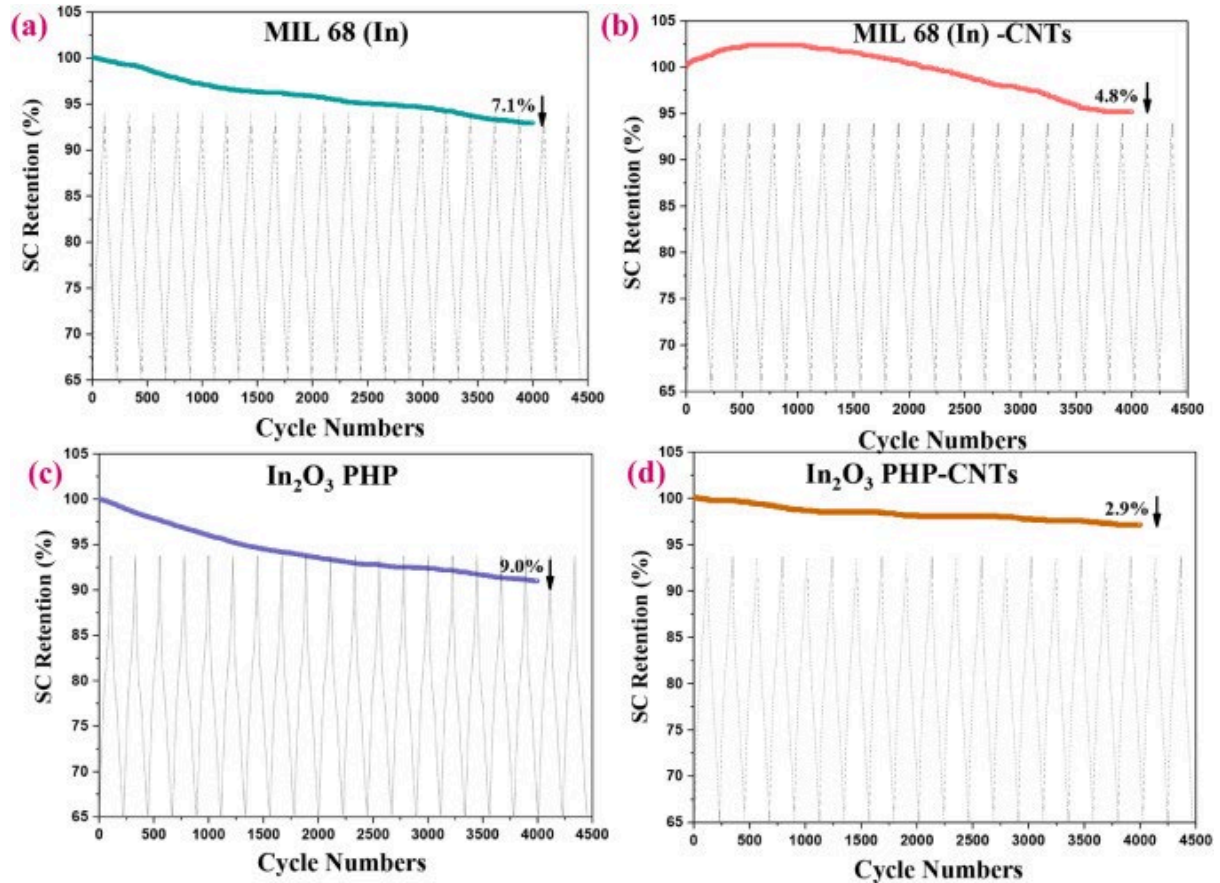 (a)
MIL 68 (In)
105
100
95
90
85
80
75
70
65
SC Retention (%)
7.1%
0 500 1000 1500 2000 2500 3000 3500 4000 4500
Cycle Numbers
(b)
MIL 68 (In) -CNTs
105
100
95
90
85
80
75
70
65
SC Retention (%)
4.8%
0 500 1000 1500 2000 2500 3000 3500 4000 4500
Cycle Numbers
(c)
In₂O₃ PHP
105
100
95
90
85
80
75
70
65
SC Retention (%)
9.0%
0 500 1000 1500 2000 2500 3000 3500 4000 4500
Cycle Numbers
(d)
In₂O₃ PHP-CNTs
105
100
95
90
85
80
75
70
65
SC Retention (%)
2.9%
0 500 1000 1500 2000 2500 3000 3500 4000 4500
Cycle Numbers